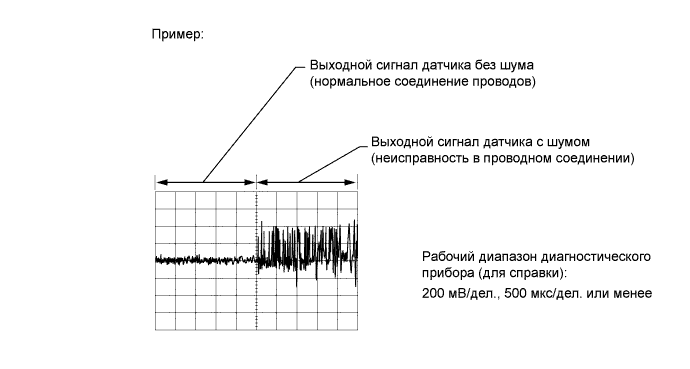 Пример:
Выходной сигнал датчика без шума
(нормальное соединение проводов)
Выходной сигнал датчика с шумом
(неисправность в проводном соединении)
Рабочий диапазон диагностического
прибора (для справки):
200 мВ/дел., 500 мкс/дел. или менее